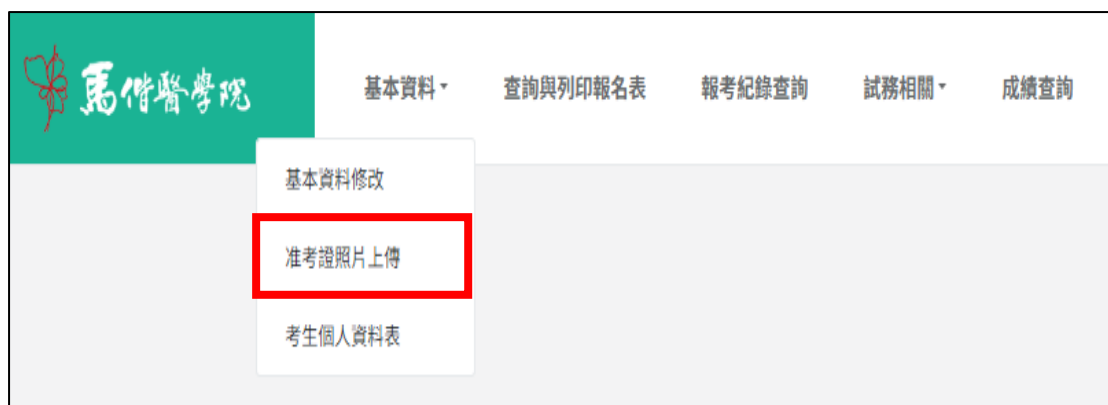 馬偕醫學院
基本資料 查詢與列印報名表 報考紀錄查詢 試務相關 成績查詢
基本資料修改
准考證照片上傳
考生個人資料表